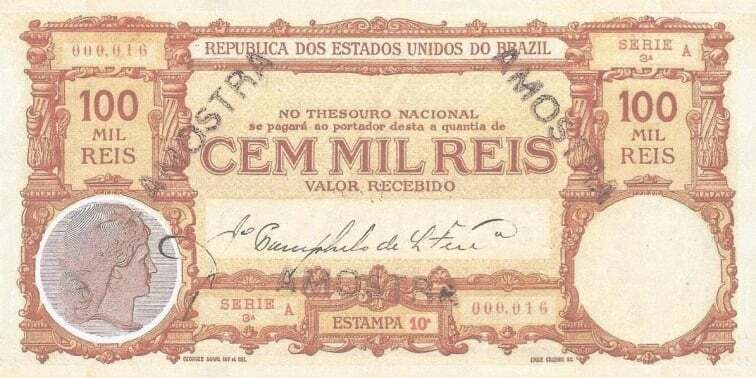 000,016
REPUBLICA DOS ESTADOS UNIDOS DO BRAZIL
SERIE 3ª A
100 MIL REIS
AMOSTRA
AMOSTRA
100 MIL REIS
NO THESOURO NACIONAL
se pagará ao portador desta a quantia de
CEM MIL REIS
VALOR RECEBIDO
AMOSTRA
SERIE 3ª A
000,016
ESTAMPA 10ª